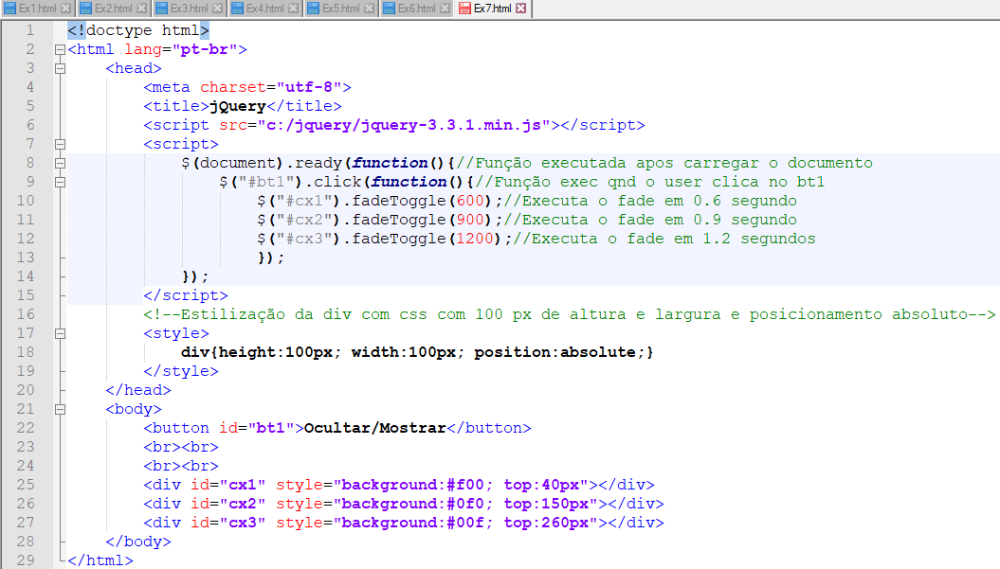 Ex1.html Ex2.html Ex3.html Ex4.html Ex5.html Ex6.html Ex7.html
1 <!doctype html>
2 <html lang="pt-br">
3 <head>
4 <meta charset="utf-8">
5 <title>jQuery</title>
6 <script src="c:/jquery/jquery-3.3.1.min.js"></script>
7 <script>
8 $(document).ready(function(){//Função executada apos carregar o documento
9 $("#bt1").click(function(){//Função exec qnd o user clica no bt1
10 $("#cx1").fadeToggle(600);//Executa o fade em 0.6 segundo
11 $("#cx2").fadeToggle(900);//Executa o fade em 0.9 segundo
12 $("#cx3").fadeToggle(1200);//Executa o fade em 1.2 segundos
13 });
14 });
15 </script>
16 <!--Estilização da div com css com 100 px de altura e largura e posicionamento absoluto-->
17 <style>
18 div{height:100px; width:100px; position:absolute;}
19 </style>
20 </head>
21 <body>
22 <button id="bt1">Ocultar/Mostrar</button>
23 <br><br>
24 <br><br>
25 <div id="cx1" style="background:#f00; top:40px"></div>
26 <div id="cx2" style="background:#0f0; top:150px"></div>
27 <div id="cx3" style="background:#00f; top:260px"></div>
28 </body>
29 </html>